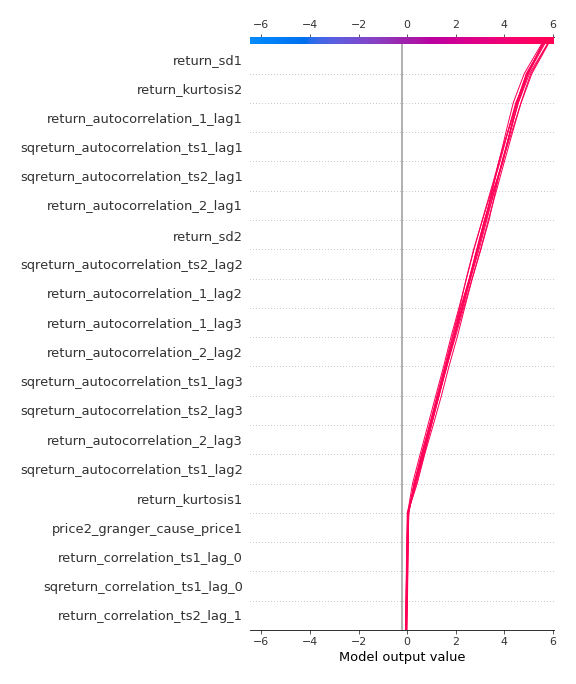 −6 −4 −2 0 2 4 6
return_sd1
return_kurtosis2
return_autocorrelation_1_lag1
sqreturn_autocorrelation_ts1_lag1
sqreturn_autocorrelation_ts2_lag1
return_autocorrelation_2_lag1
return_sd2
sqreturn_autocorrelation_ts2_lag2
return_autocorrelation_1_lag2
return_autocorrelation_1_lag3
return_autocorrelation_2_lag2
sqreturn_autocorrelation_ts1_lag3
sqreturn_autocorrelation_ts2_lag3
return_autocorrelation_2_lag3
sqreturn_autocorrelation_ts1_lag2
return_kurtosis1
price2_granger_cause_price1
return_correlation_ts1_lag_0
sqreturn_correlation_ts1_lag_0
return_correlation_ts2_lag_1
−6 −4 −2 0 2 4 6
Model output value